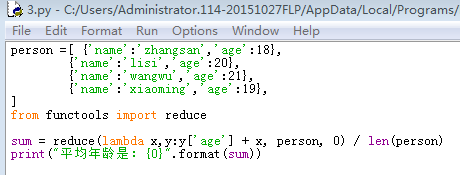 3.py - C:/Users/Administrator.114-20151027FLP/AppData/Local/Programs/
File Edit Format Run Options Window Help
person =[ {'name':'zhangsan','age':18},
{'name':'lisi','age':20},
{'name':'wangwu','age':21},
{'name':'xiaoming','age':19},
]
from functools import reduce
sum = reduce(lambda x,y:y['age'] + x, person, 0) / len(person)
print("平均年龄是: {0}".format(sum))